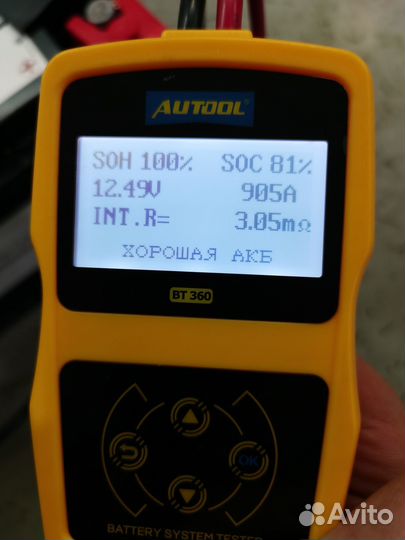 AUTOOL
SOH 100% SOC 81%
12.49V 905A
INT.R= 3.05mΩ
ХОРОШАЯ АКБ
BT 360
OK
BATTERY SYSTEM TESTER
Avito